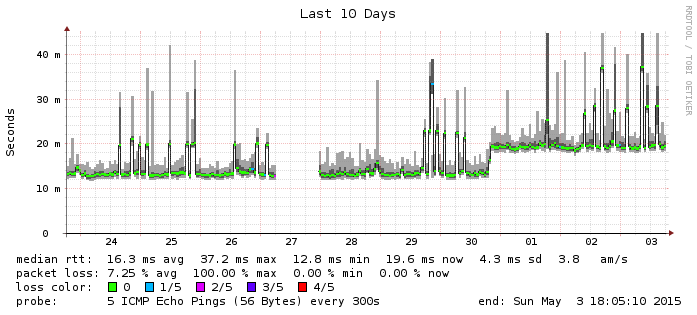 Last 10 Days
RRDTOOL / TOBI OETIKER
Seconds
40 m
30 m
20 m
10 m
0
24 25 26 27 28 29 30 01 02 03
median rtt: 16.3 ms avg 37.2 ms max 12.8 ms min 19.6 ms now 4.3 ms sd 3.8 am/s
packet loss: 7.25 % avg 100.00 % max 0.00 % min 0.00 % now
loss color: 0 1/5 2/5 3/5 4/5
probe: 5 ICMP Echo Pings (56 Bytes) every 300s end: Sun May 3 18:05:10 2015